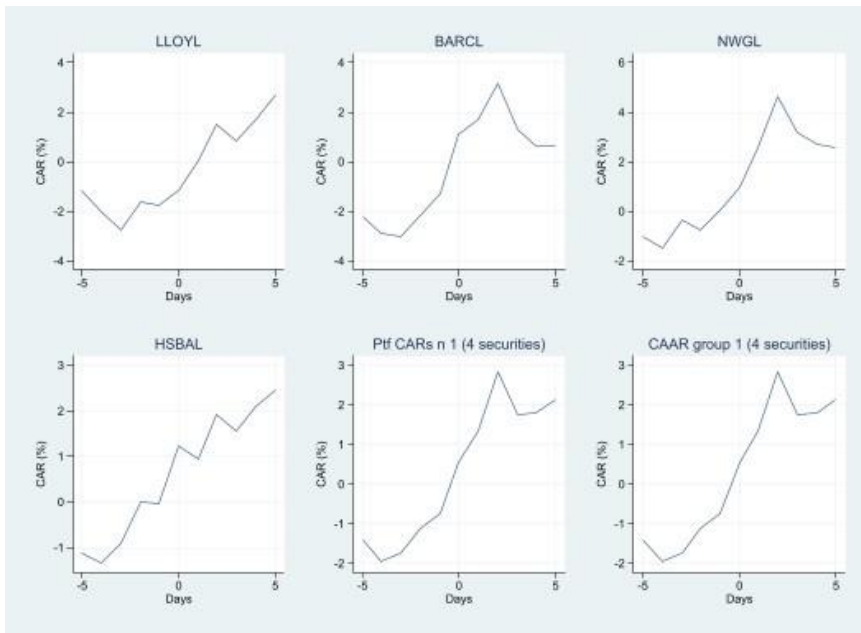 LLOYL
4
2
0
-2
-4
CAR (%)
-5 0 5
Days
BARCL
4
2
0
-2
-4
CAR (%)
-5 0 5
Days
NWGL
6
4
2
0
-2
CAR (%)
-5 0 5
Days
HSBAL
3
2
1
0
-1
CAR (%)
-5 0 5
Days
Ptf CARs n 1 (4 securities)
3
2
1
0
-1
-2
CAR (%)
-5 0 5
Days
CAAR group 1 (4 securities)
3
2
1
0
-1
-2
CAR (%)
-5 0 5
Days